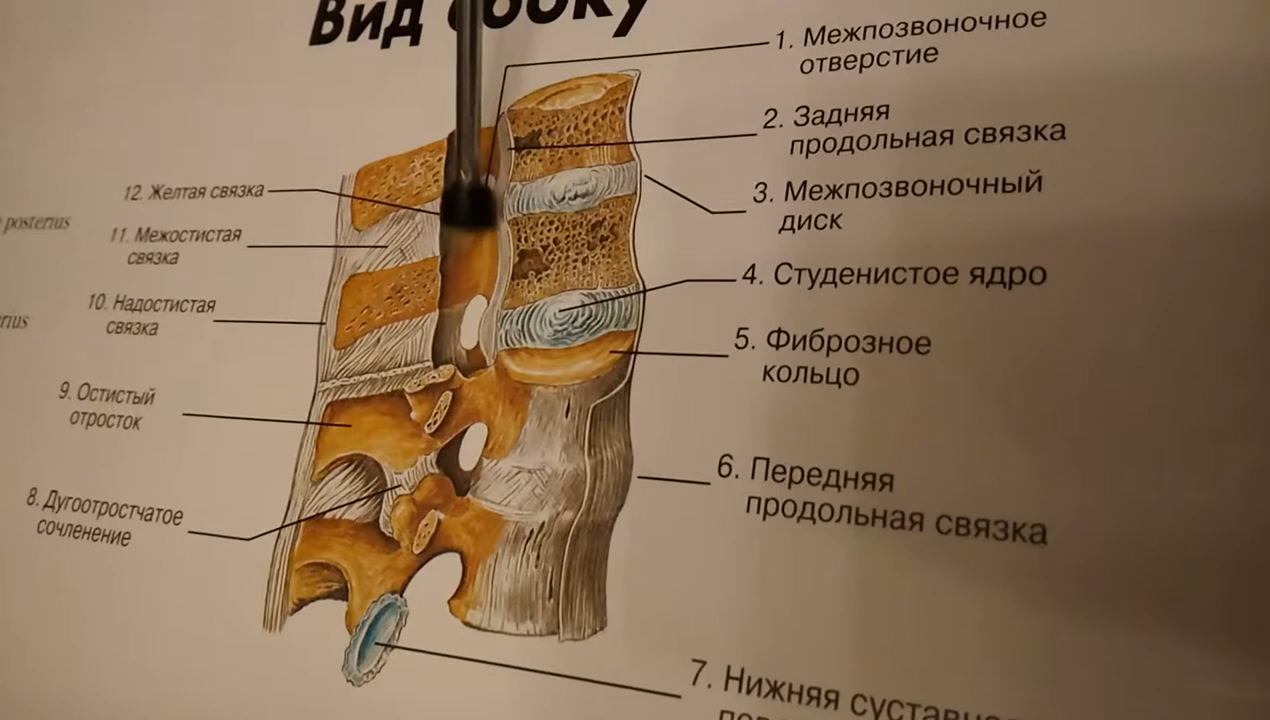 Вид сбоку
1. Межпозвоночное
отверстие
2. Задняя
продольная связка
3. Межпозвоночный
диск
4. Студенистое ядро
5. Фиброзное
кольцо
6. Передняя
продольная связка
7. Нижняя
12. Желтая связка
11. Межостистая
связка
10. Надостистая
связка
9. Остистый
отросток
8. Дугоотростчатое
сочленение
posterius